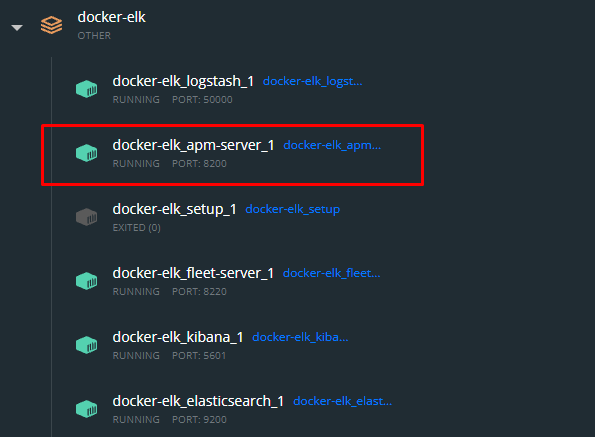 docker-elk
OTHER
docker-elk_logstash_1 docker-elk_logst...
RUNNING PORT: 50000
docker-elk_apm-server_1 docker-elk_apm...
RUNNING PORT: 8200
docker-elk_setup_1 docker-elk_setup
EXITED (0)
docker-elk_fleet-server_1 docker-elk_fleet...
RUNNING PORT: 8220
docker-elk_kibana_1 docker-elk_kiba...
RUNNING PORT: 5601
docker-elk_elasticsearch_1 docker-elk_elast...
RUNNING PORT: 9200